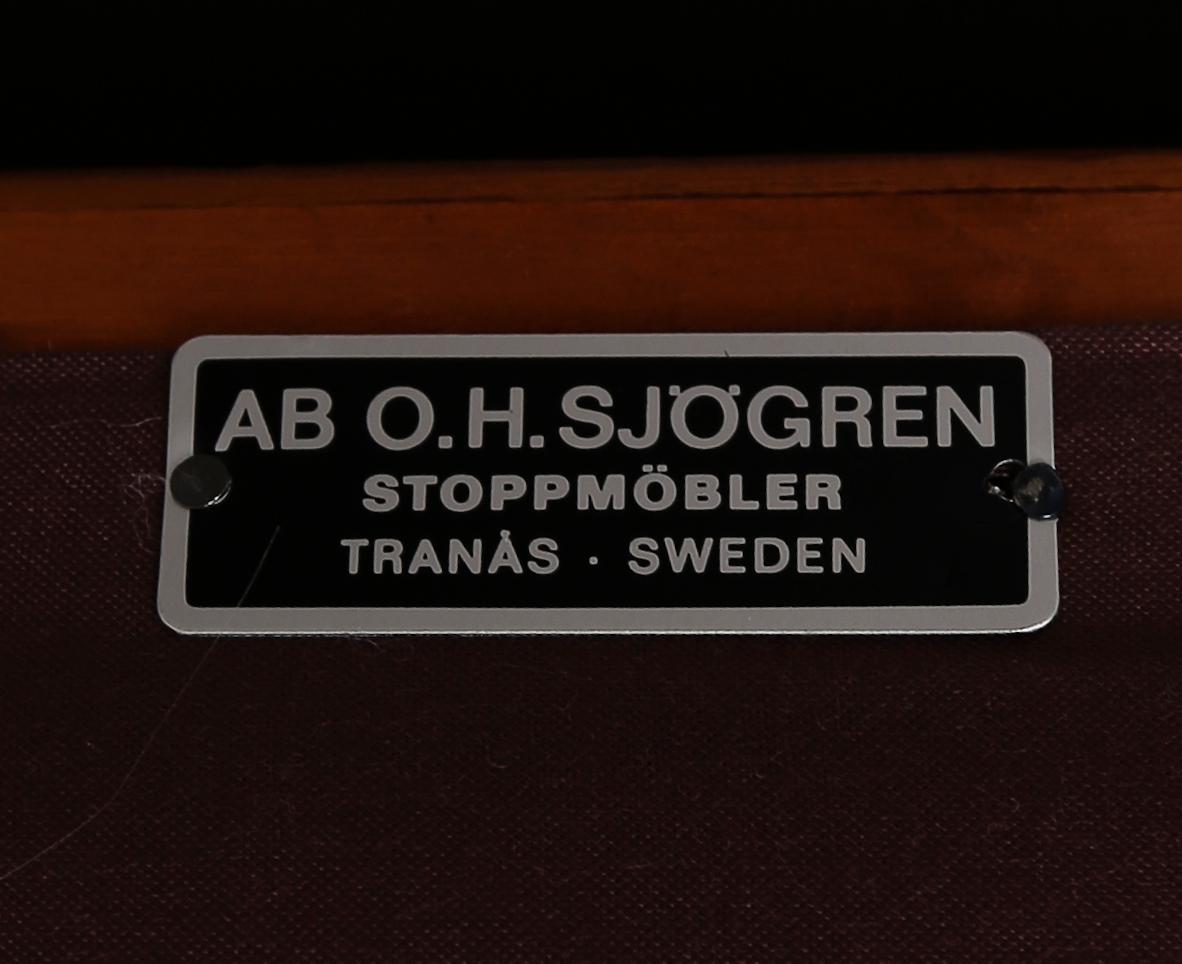 AB O.H.SJÖGREN
STOPPMÖBLER
TRANÅS · SWEDEN